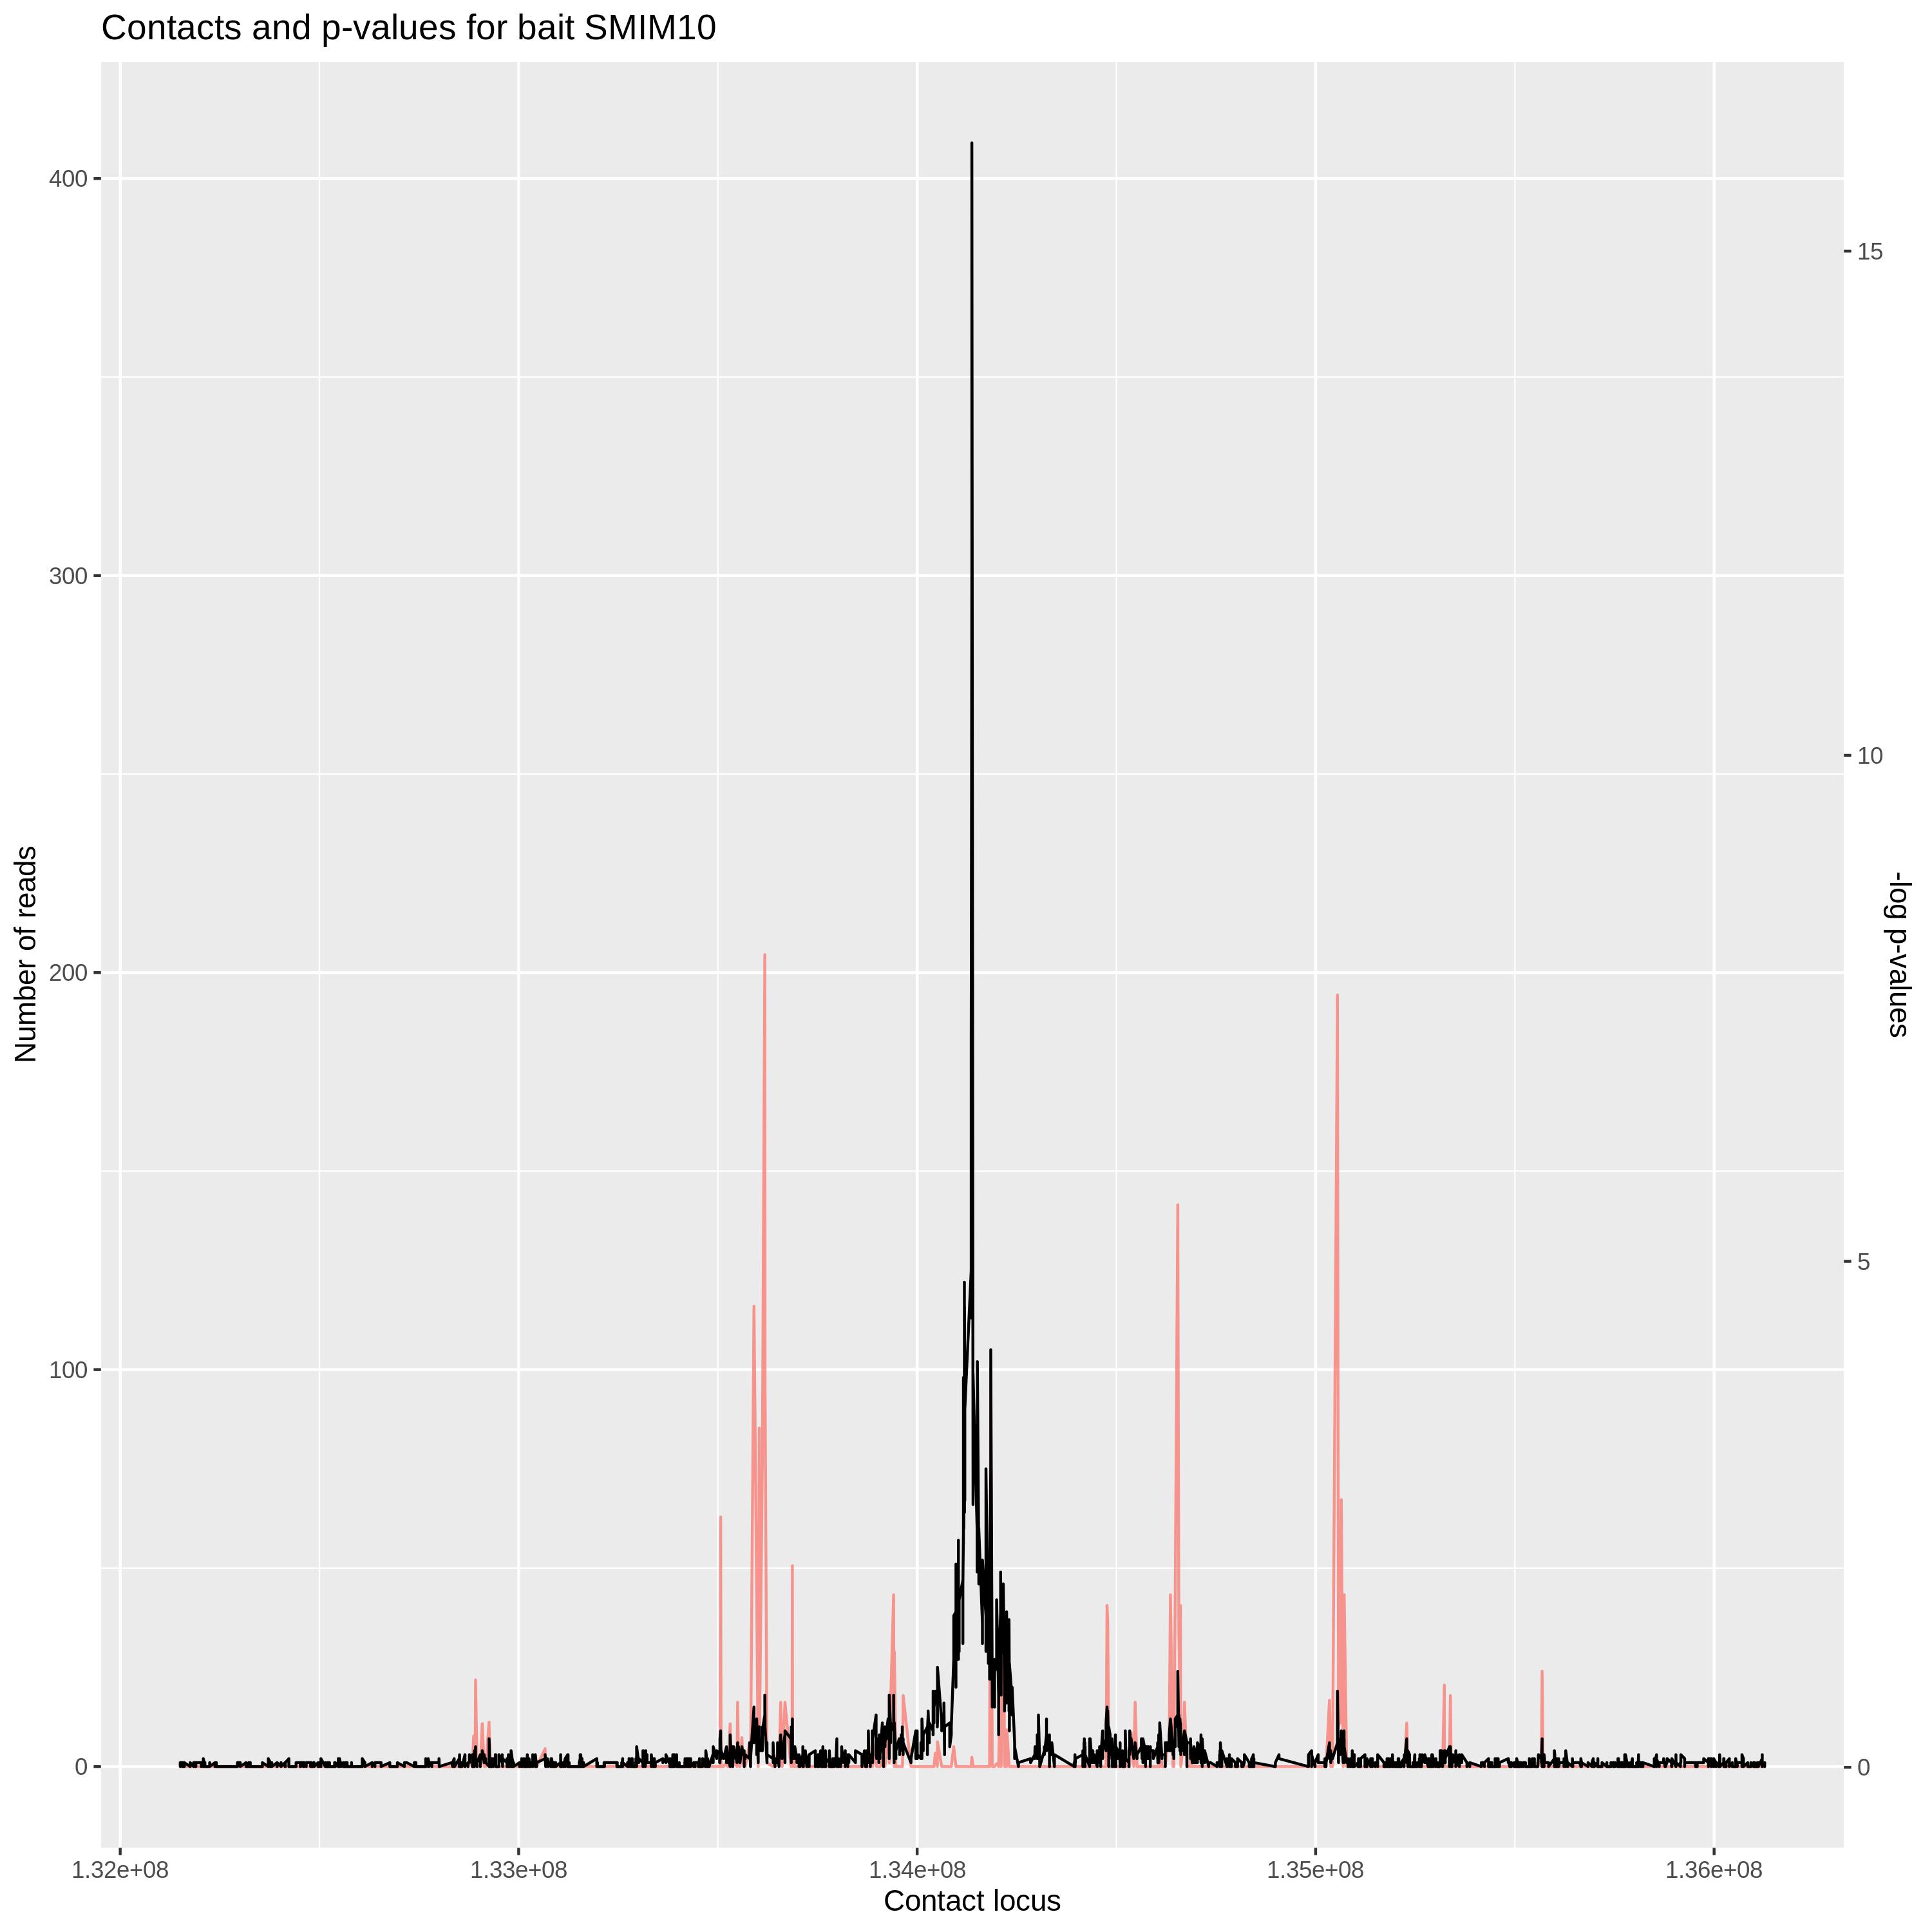 Contacts and p-values for bait SMIM10
400
300
200
100
0
Number of reads
15
10
5
0
-log p-values
1.32e+08
1.33e+08
1.34e+08
1.35e+08
1.36e+08
Contact locus